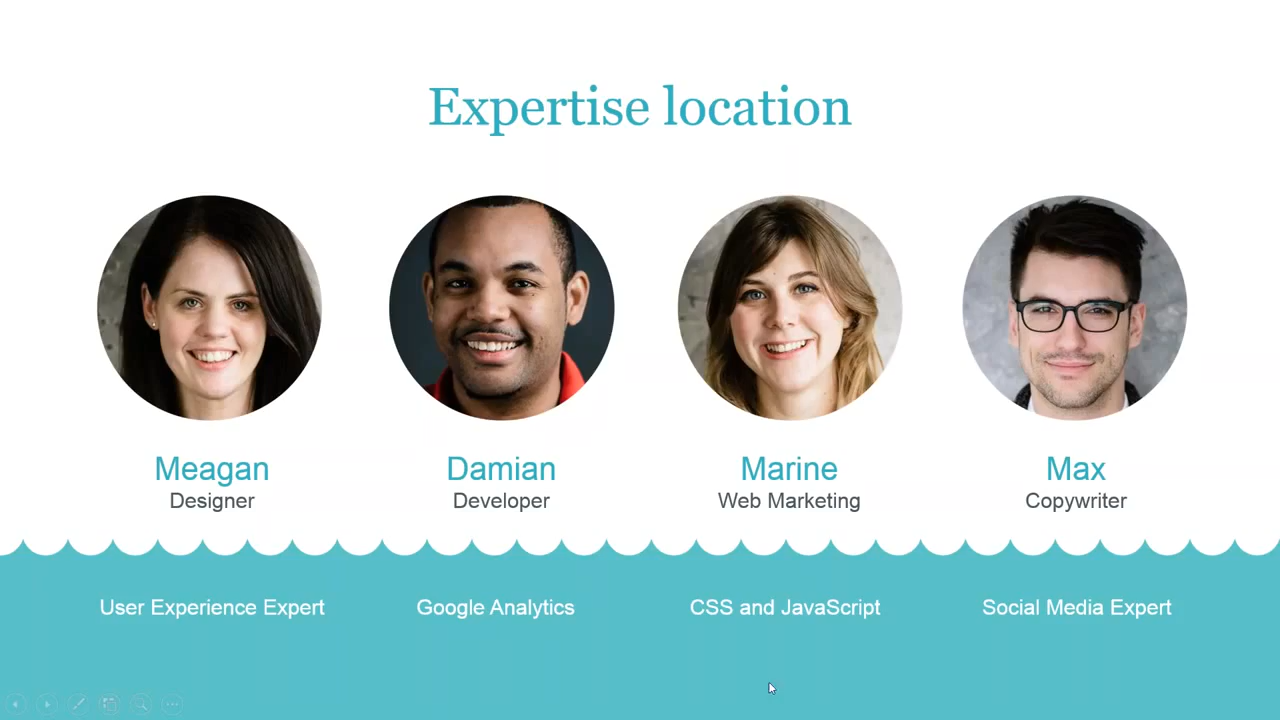 Expertise location
Meagan
Designer
Damian
Developer
Marine
Web Marketing
Max
Copywriter
User Experience Expert
Google Analytics
CSS and JavaScript
Social Media Expert